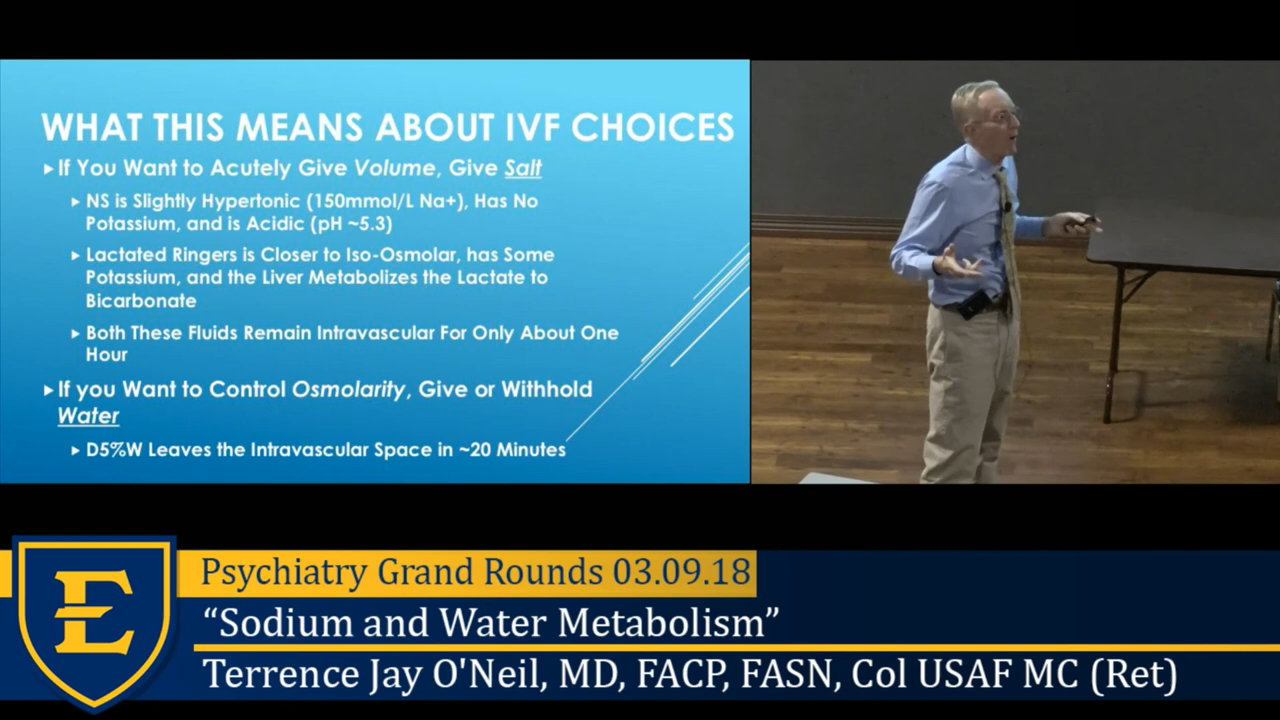 WHAT THIS MEANS ABOUT IVF CHOICES
If You Want to Acutely Give Volume, Give Salt
NS is Slightly Hypertonic (150mmol/L Na+), Has No
Potassium, and is Acidic (pH ~5.3)
Lactated Ringers is Closer to Iso-Osmolar, has Some
Potassium, and the Liver Metabolizes the Lactate to
Bicarbonate
Both These Fluids Remain Intravascular For Only About One
Hour
If you Want to Control Osmolarity, Give or Withhold
Water
D5%W Leaves the Intravascular Space in ~20 Minutes
E
Psychiatry Grand Rounds 03.09.18
“Sodium and Water Metabolism”
Terrence Jay O'Neil, MD, FACP, FASN, Col USAF MC (Ret)